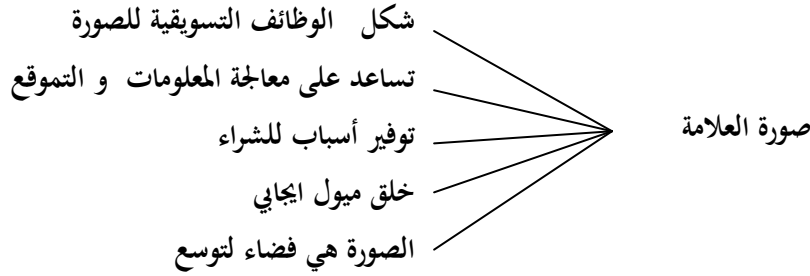 شكل الوظائف التسويقية للصورة
تساعد على معالجة المعلومات و التموقع
صورة العلامة
توفير أسباب للشراء
خلق ميول ايجابي
الصورة هي فضاء لتوسع